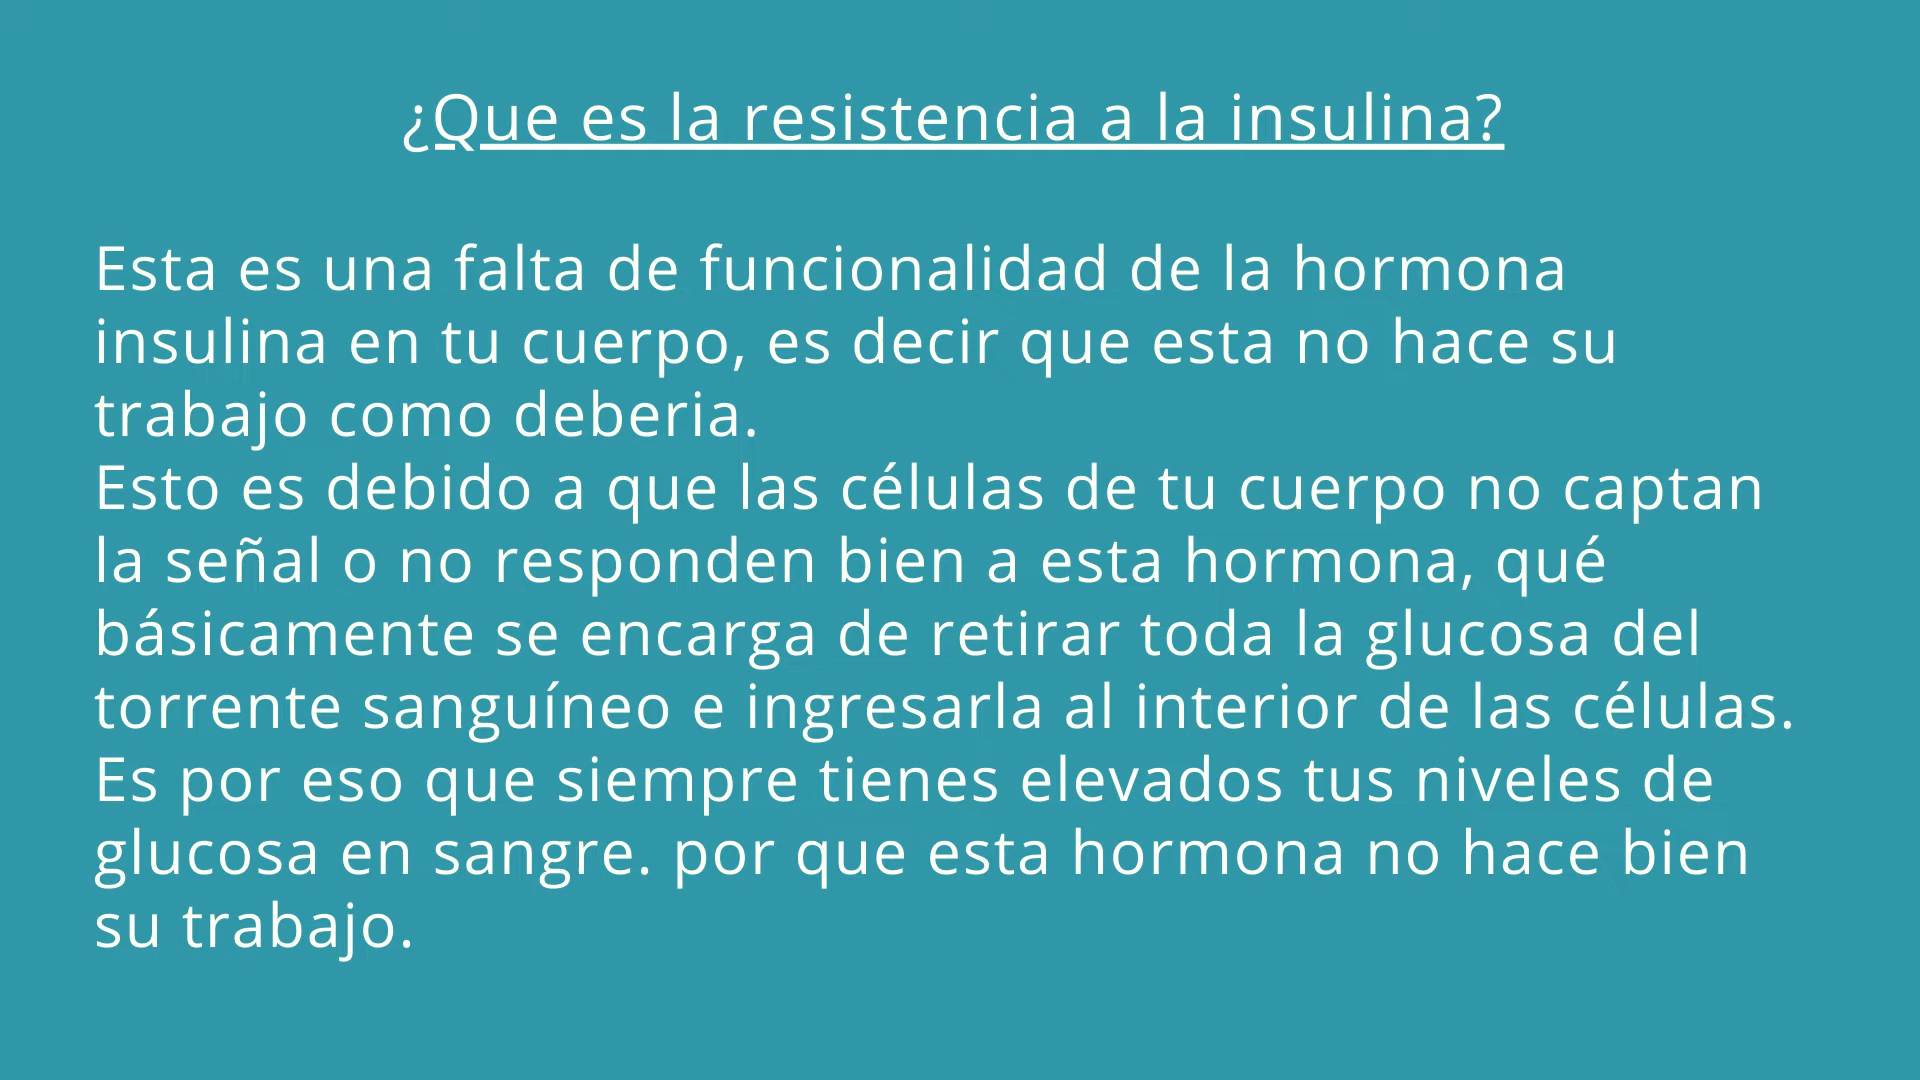 ¿Que es la resistencia a la insulina?
Esta es una falta de funcionalidad de la hormona
insulina en tu cuerpo, es decir que esta no hace su
trabajo como deberia.
Esto es debido a que las células de tu cuerpo no captan
la señal o no responden bien a esta hormona, qué
básicamente se encarga de retirar toda la glucosa del
torrente sanguíneo e ingresarla al interior de las células.
Es por eso que siempre tienes elevados tus niveles de
glucosa en sangre. por que esta hormona no hace bien
su trabajo.